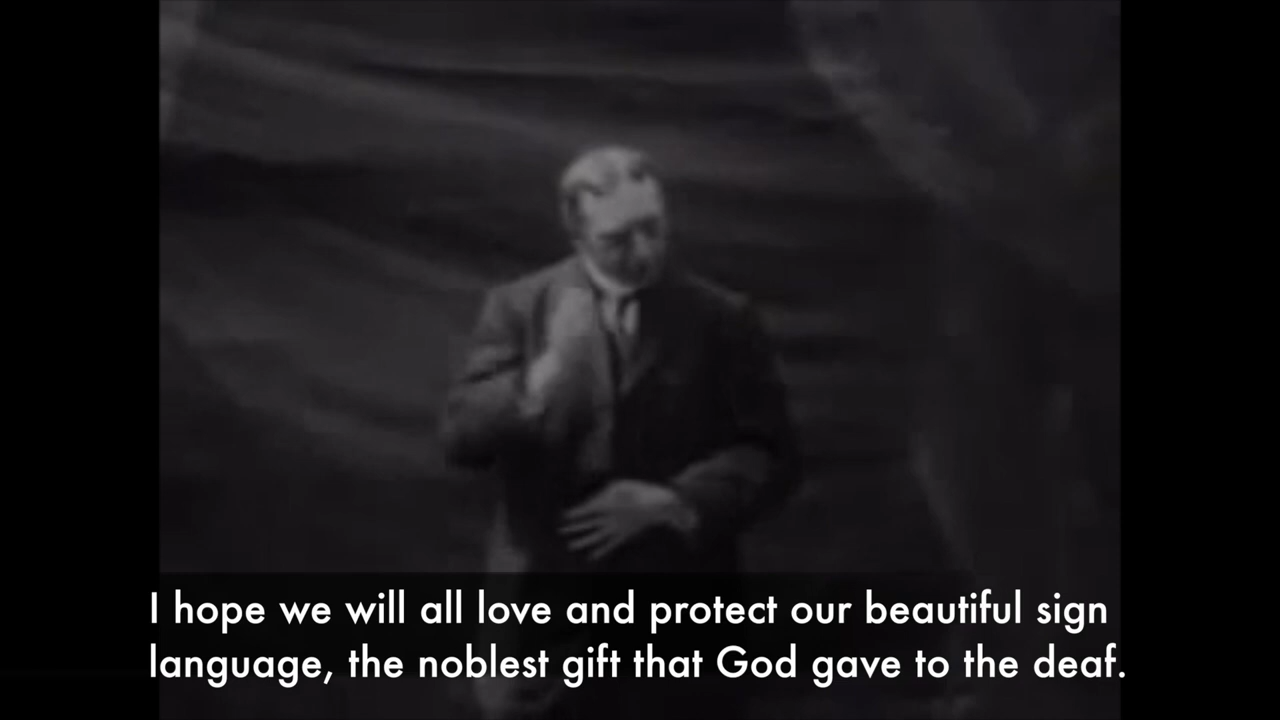 I hope we will all love and protect our beautiful sign
language, the noblest gift that God gave to the deaf.